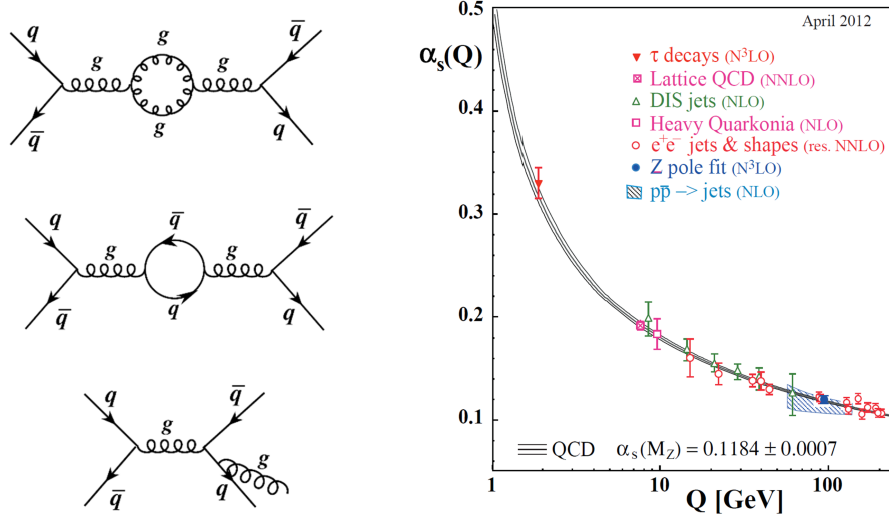 g
q
q̅
g
g
q̅
q
g
q
q̅
g
q̅
g
q̅
q
q
q
q̅
g
q̅
g
q
0.5
April 2012
αs(Q)
τ decays (N³LO)
Lattice QCD (NNLO)
DIS jets (NLO)
Heavy Quarkonia (NLO)
e⁺e⁻ jets & shapes (res. NNLO)
Z pole fit (N³LO)
pp̅ –> jets (NLO)
0.4
0.3
0.2
0.1
QCD αs(MZ) = 0.1184 ± 0.0007
1 10 100
Q [GeV]